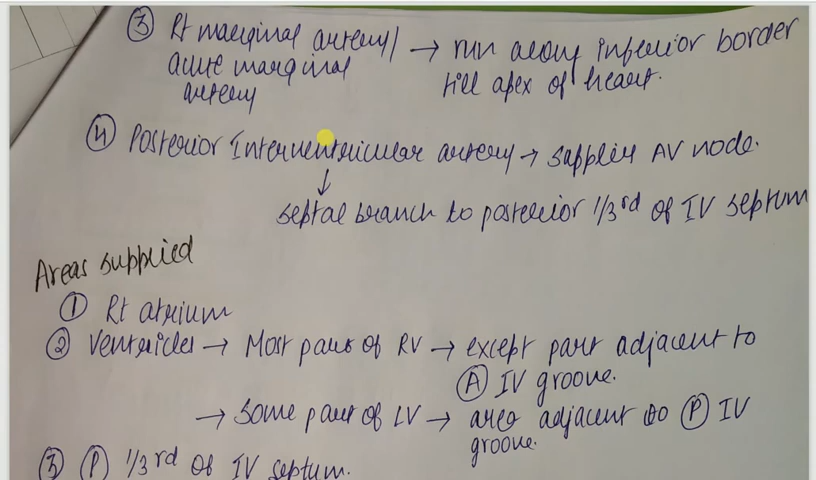 ③ Rt marginal artery/ → run along inferior border
acute marginal till apex of heart.
artery
④ Posterior Interventricular artery → supplies AV node.
↓
septal branch to posterior 1/3rd of IV septum
Areas supplied
① Rt atrium
② Ventricles → Most part of RV → except part adjacent to
Ⓐ IV groove.
→ some part of LV → area adjacent to Ⓟ IV
groove.
③ Ⓟ 1/3rd of IV septum.